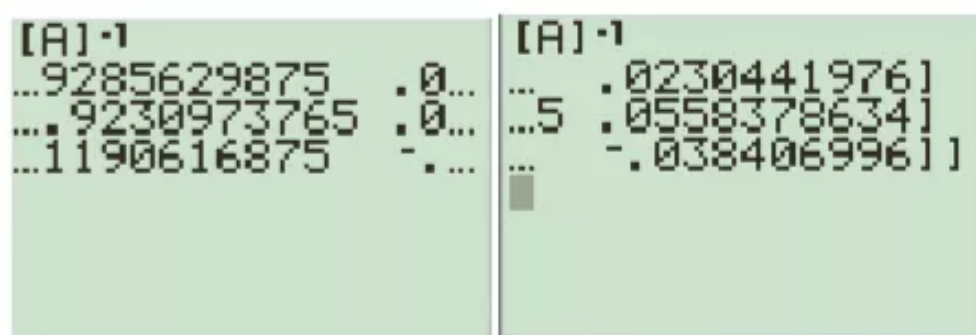 [A]⁻¹
...9285629875 .0...
....9230973765 .0...
...1190616875 -. ...
[A]⁻¹
... .0230441976]
...5 .0558378634]
... -.038406996]]